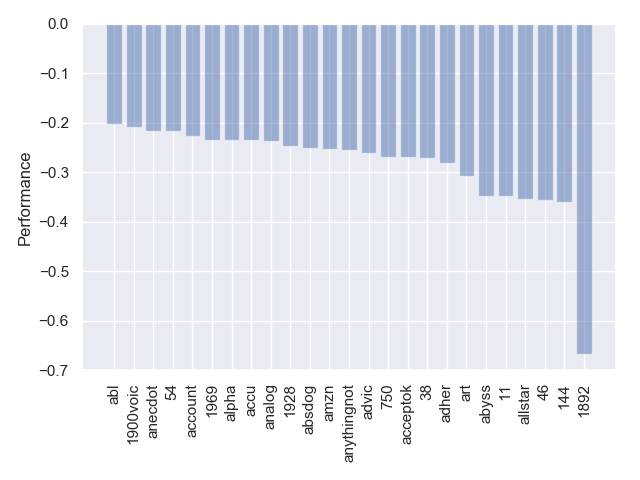 0.0
−0.1
−0.2
−0.3
−0.4
−0.5
−0.6
−0.7
Performance
abl
1900voic
anecdot
54
account
1969
alpha
accu
analog
1928
absdog
amzn
anythingnot
advic
750
acceptok
38
adher
art
abyss
11
allstar
46
144
1892